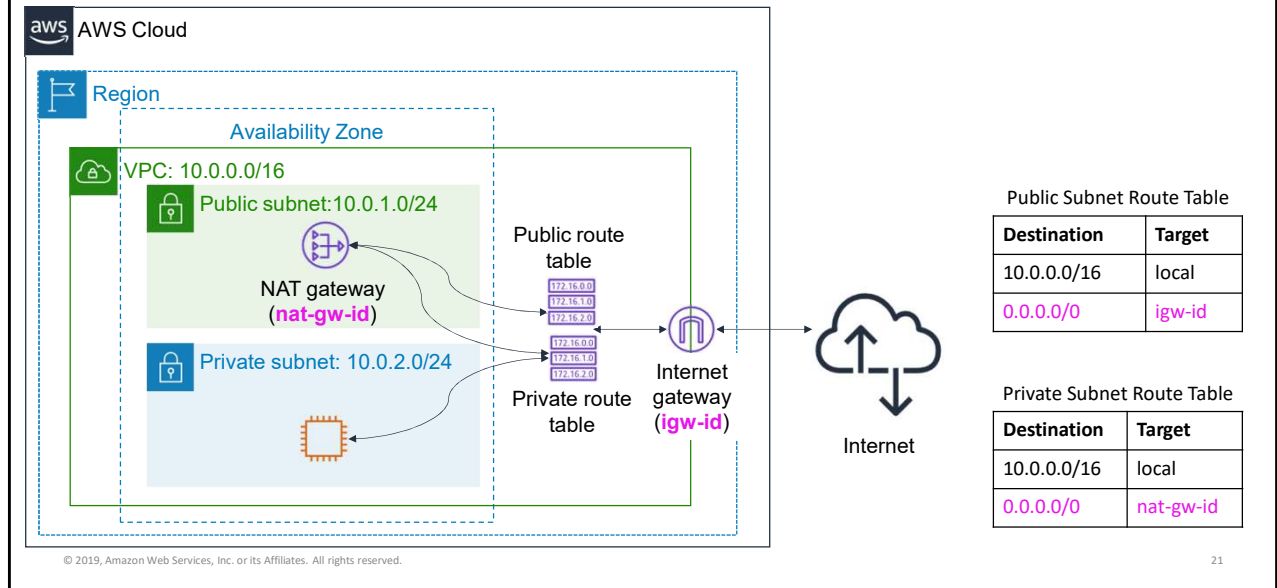 aws
AWS Cloud
Region
Availability Zone
VPC: 10.0.0.0/16
Public subnet:10.0.1.0/24
NAT gateway
(nat-gw-id)
Public route
table
172.16.0.0
172.16.1.0
172.16.2.0
Private subnet: 10.0.2.0/24
172.16.0.0
172.16.1.0
172.16.2.0
Private route
table
Internet
gateway
(igw-id)
Internet
Public Subnet Route Table
Destination Target
10.0.0.0/16 local
0.0.0.0/0 igw-id
Private Subnet Route Table
Destination Target
10.0.0.0/16 local
0.0.0.0/0 nat-gw-id
© 2019, Amazon Web Services, Inc. or its Affiliates. All rights reserved.
21